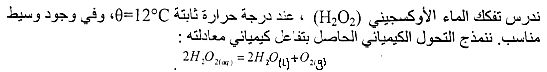 ندرس تفكك الماء الأوكسجيني (H₂O₂) ، عند درجة حرارة ثابتة θ=12°C، وفي وجود وسيط
مناسب. ننمذج التحول الكيميائي الحاصل بتفاعل كيميائي معادلته :
2H₂O₂(aq) = 2H₂O(L) + O₂(g)